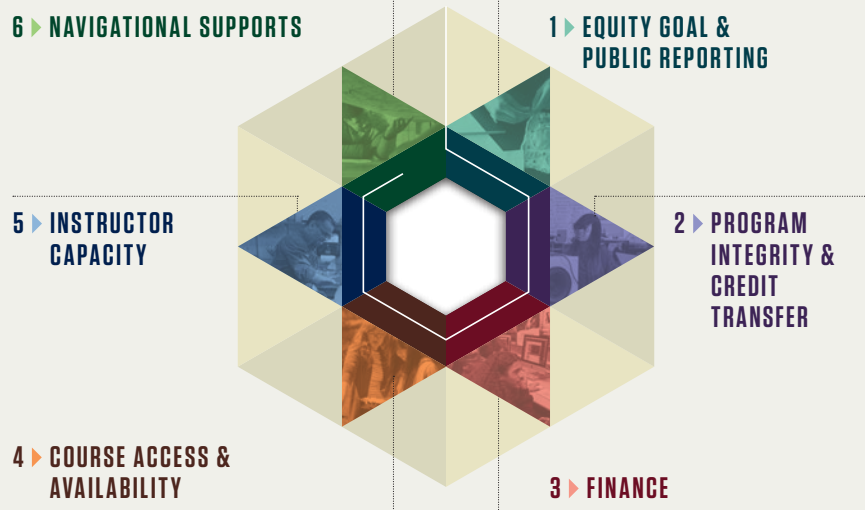 6 NAVIGATIONAL SUPPORTS
1 EQUITY GOAL &
PUBLIC REPORTING
5 INSTRUCTOR
CAPACITY
2 PROGRAM
INTEGRITY &
CREDIT
TRANSFER
4 COURSE ACCESS &
AVAILABILITY
3 FINANCE